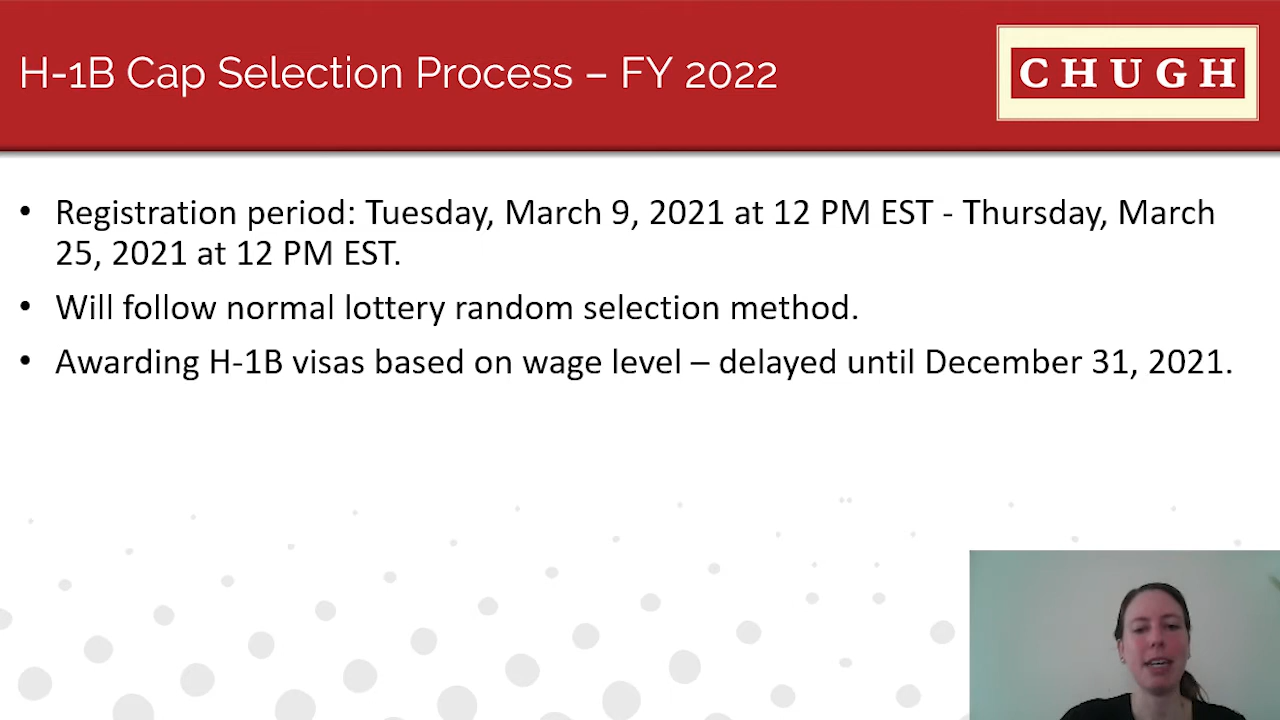 H-1B Cap Selection Process – FY 2022
CHUGH
• Registration period: Tuesday, March 9, 2021 at 12 PM EST - Thursday, March
25, 2021 at 12 PM EST.
• Will follow normal lottery random selection method.
• Awarding H-1B visas based on wage level – delayed until December 31, 2021.